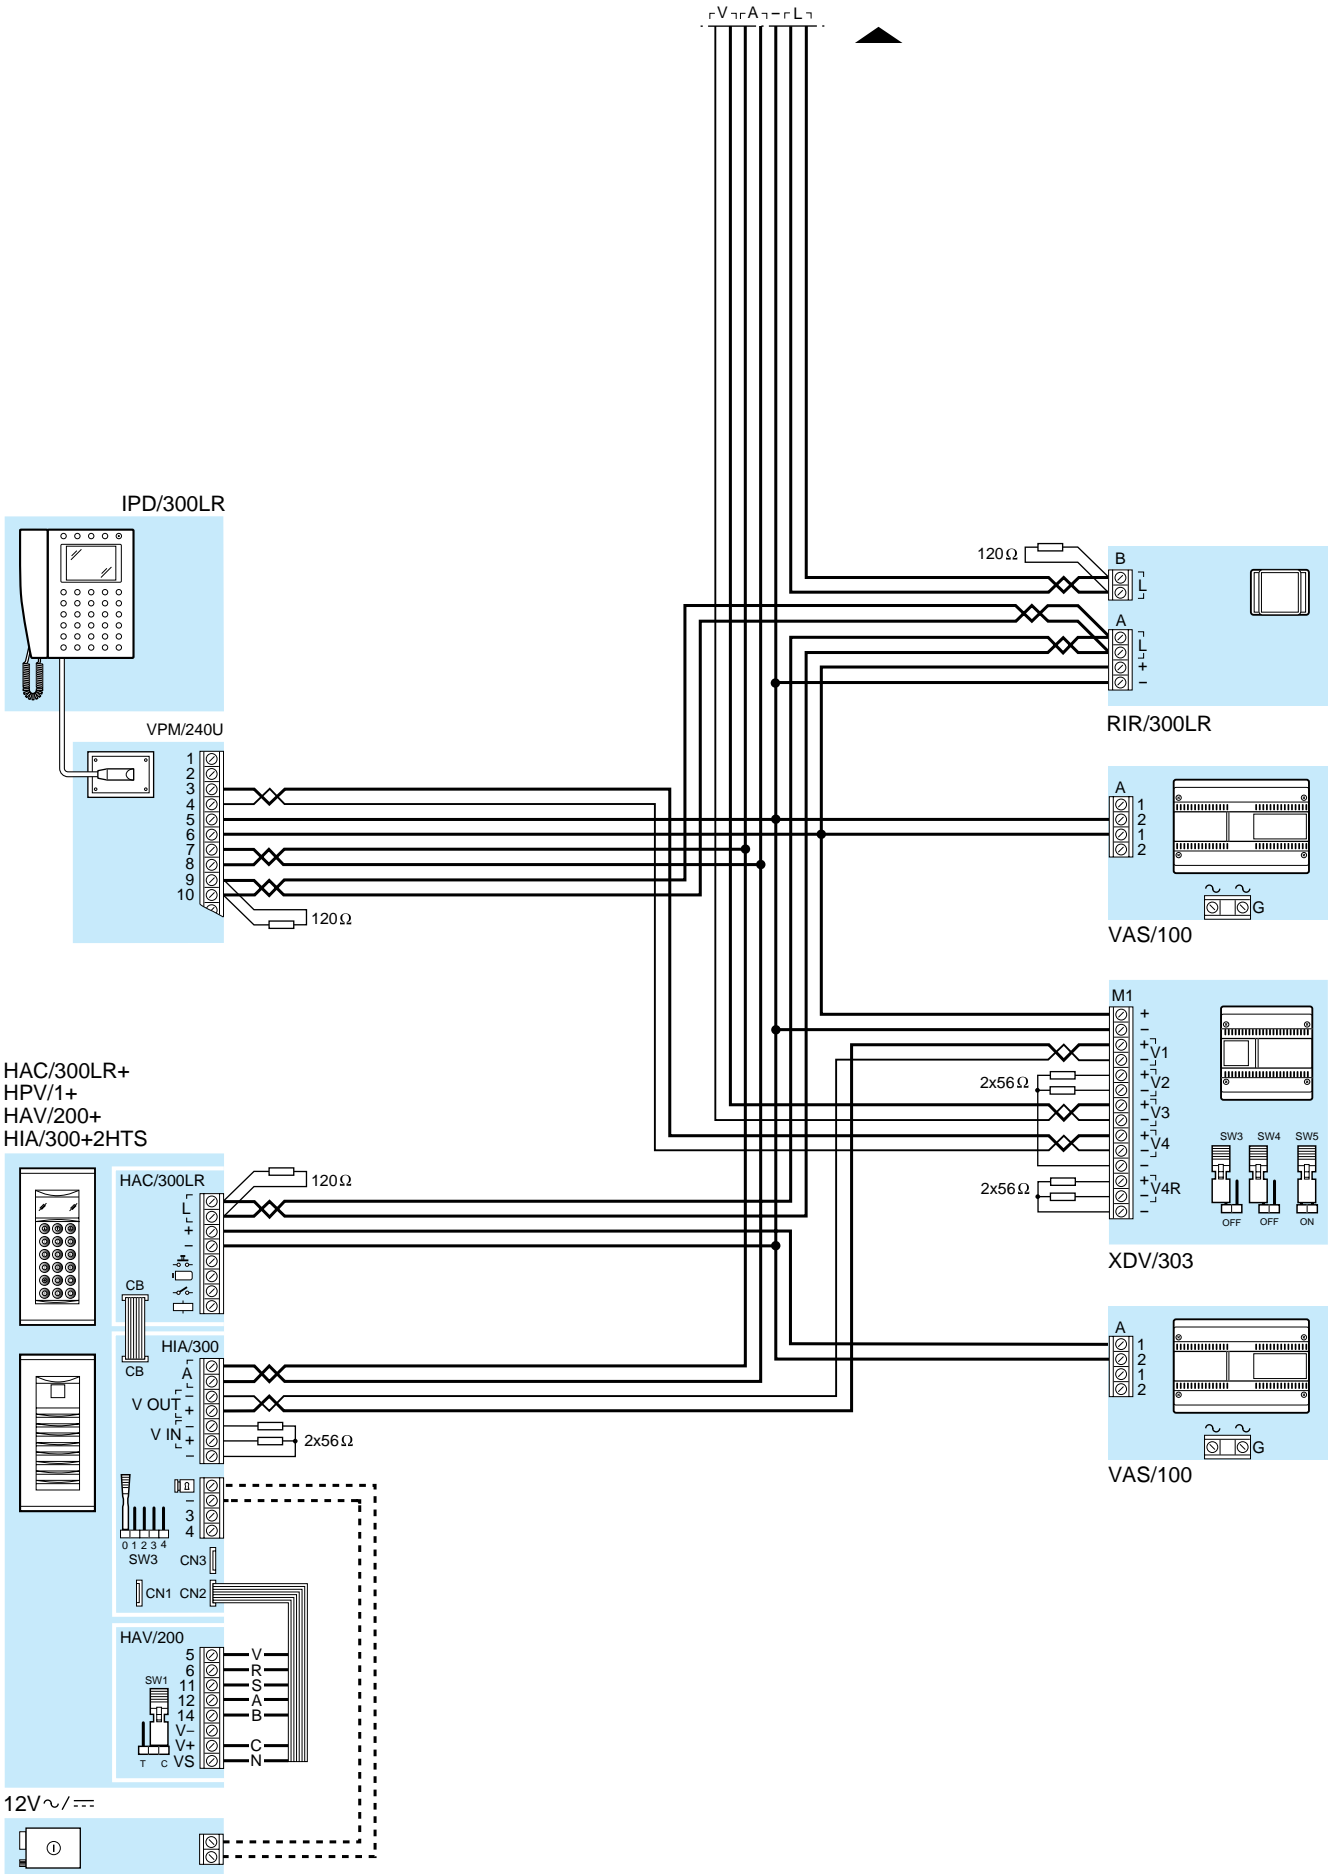 V A – L
IPD/300LR
VPM/240U
1
2
3
4
5
6
7
8
9
10
120Ω
120Ω
B
L
A
L
+
–
RIR/300LR
A
1
2
1
2
G
VAS/100
M1
+
–
+
– V1
+
– V2
+
– V3
+
– V4
–
+
– V4R
–
2x56Ω
2x56Ω
SW3 SW4 SW5
OFF OFF ON
XDV/303
A
1
2
1
2
G
VAS/100
HAC/300LR+
HPV/1+
HAV/200+
HIA/300+2HTS
HAC/300LR
L
+
–
120Ω
CB
CB
HIA/300
A
–
V OUT +
–
V IN +
–
2x56Ω
–
3
4
0 1 2 3 4
SW3
CN3
CN1 CN2
HAV/200
5 V
6 R
11 S
12 A
14 B
V–
V+ C
VS N
SW1
T C
12V~/⎓